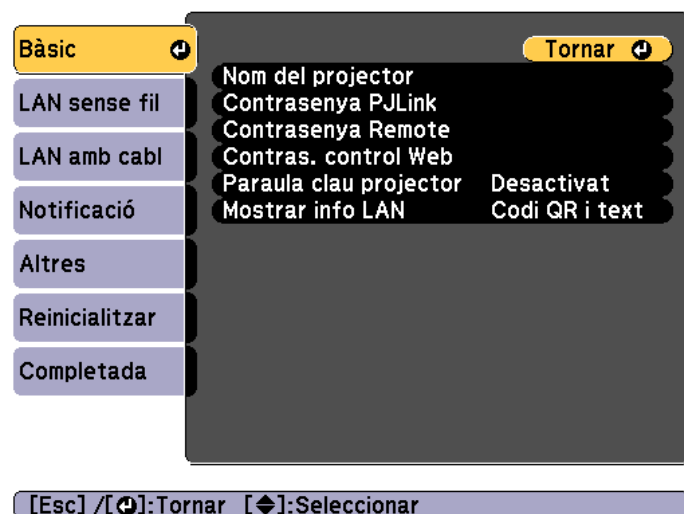 Bàsic
Tornar
Nom del projector
LAN sense fil
Contrasenya PJLink
Contrasenya Remote
LAN amb cabl
Contras. control Web
Paraula clau projector Desactivat
Notificació
Mostrar info LAN Codi QR i text
Altres
Reinicialitzar
Completada
[Esc] /[ ]:Tornar [ ]:Seleccionar